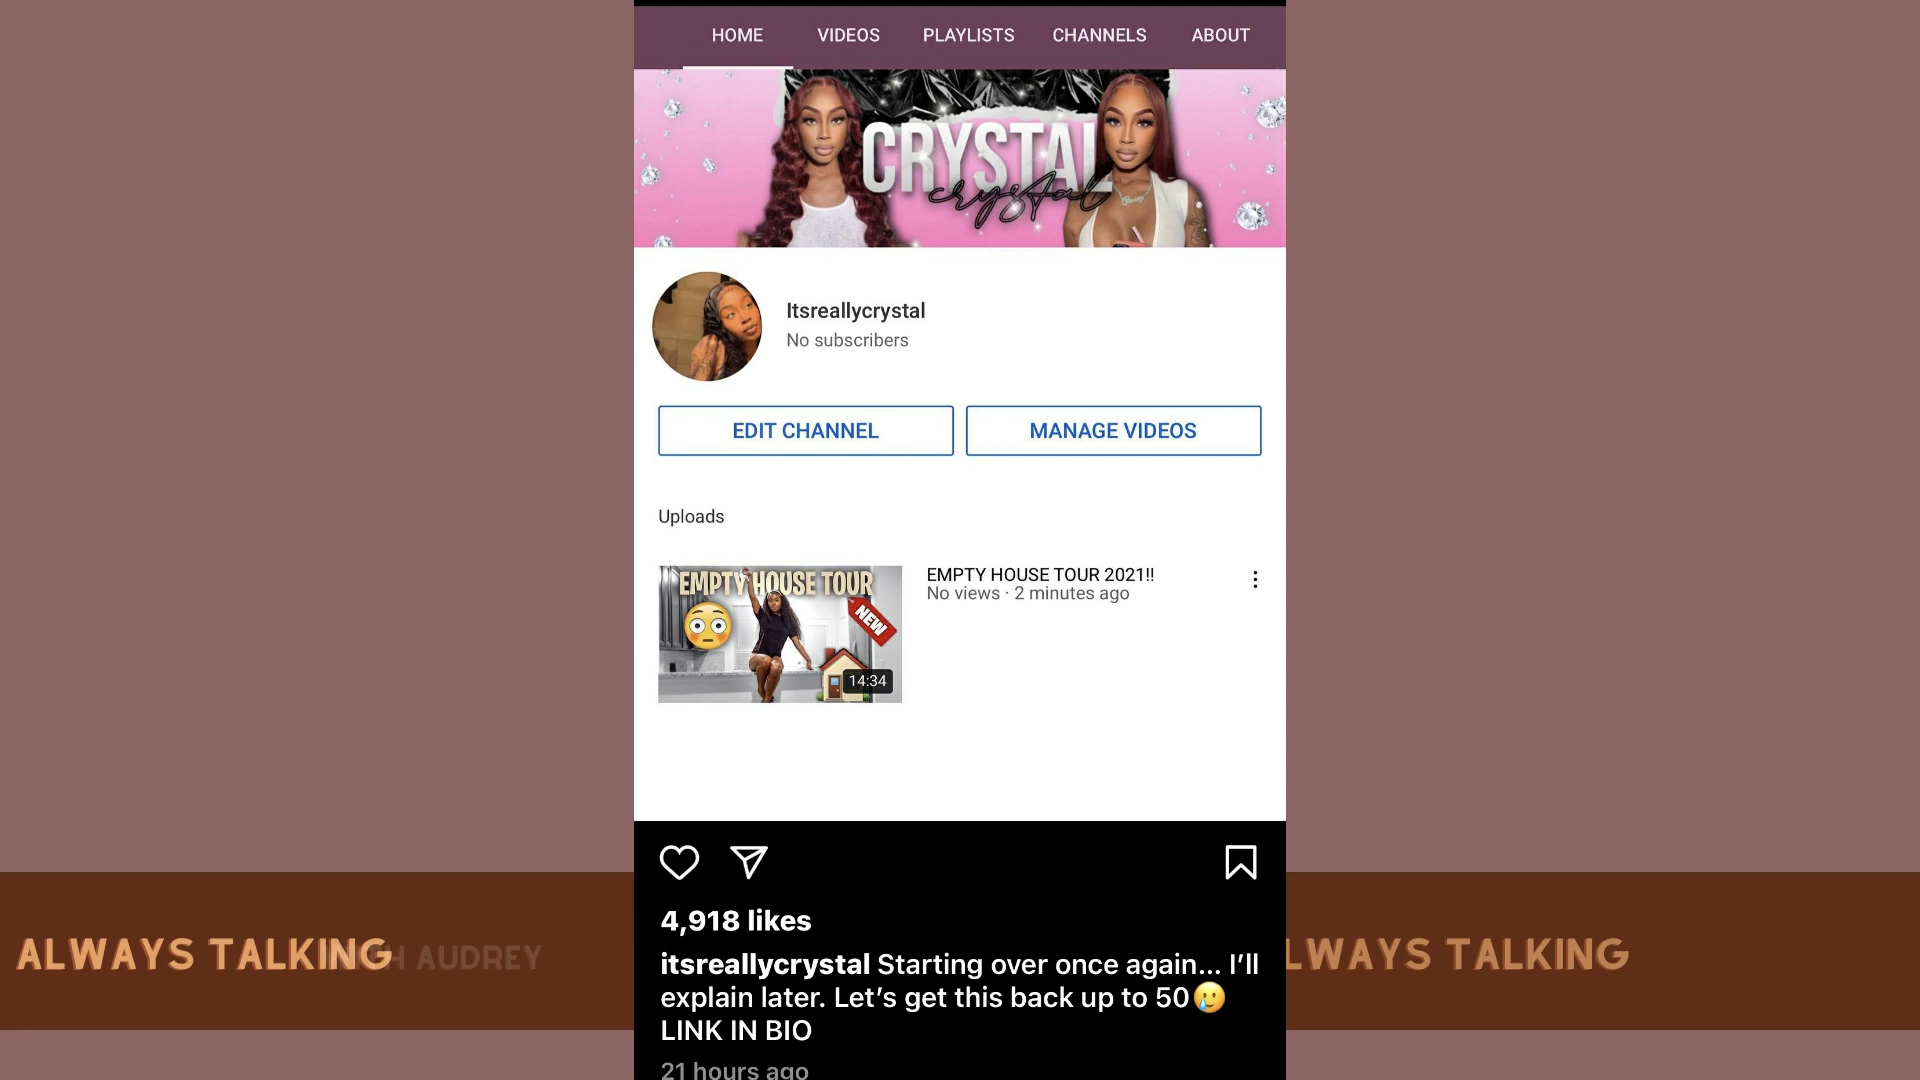 HOME VIDEOS PLAYLISTS CHANNELS ABOUT
CRYSTAL
crystal
Itsreallycrystal
No subscribers
EDIT CHANNEL MANAGE VIDEOS
Uploads
EMPTY HOUSE TOUR
NEW
14:34
EMPTY HOUSE TOUR 2021!!
No views · 2 minutes ago
4,918 likes
itsreallycrystal Starting over once again... I’ll
explain later. Let’s get this back up to 50🥲
LINK IN BIO
21 hours ago
ALWAYS TALKING
AUDREY
LWAYS TALKING